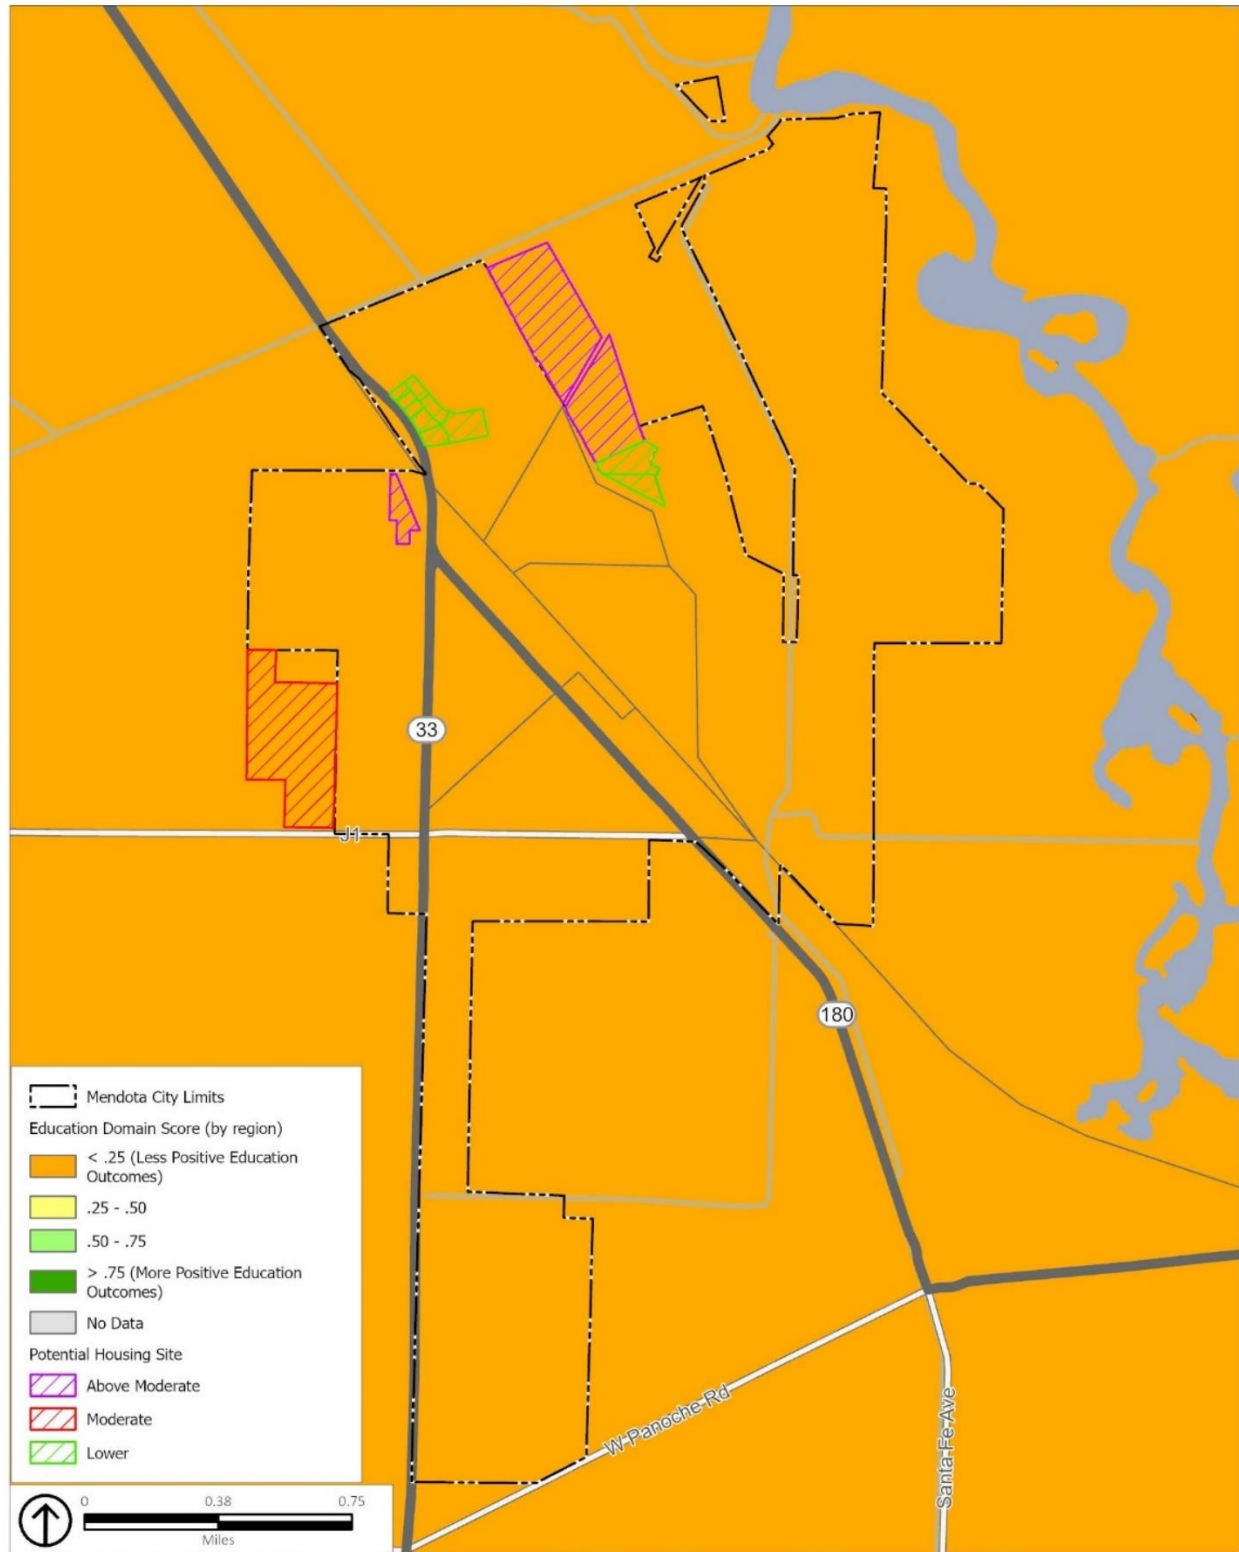 33
J1
180
W Panoche Rd
Santa Fe Ave
Mendota City Limits
Education Domain Score (by region)
< .25 (Less Positive Education
Outcomes)
.25 - .50
.50 - .75
> .75 (More Positive Education
Outcomes)
No Data
Potential Housing Site
Above Moderate
Moderate
Lower
0 0.38 0.75
Miles